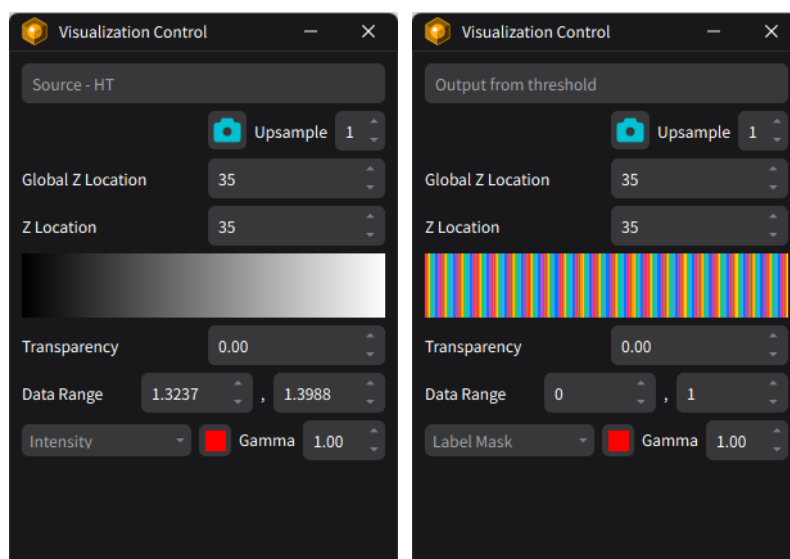 Visualization Control
Source - HT
Upsample 1
Global Z Location 35
Z Location 35
Transparency 0.00
Data Range 1.3237 , 1.3988
Intensity Gamma 1.00
Visualization Control
Output from threshold
Upsample 1
Global Z Location 35
Z Location 35
Transparency 0.00
Data Range 0 , 1
Label Mask Gamma 1.00